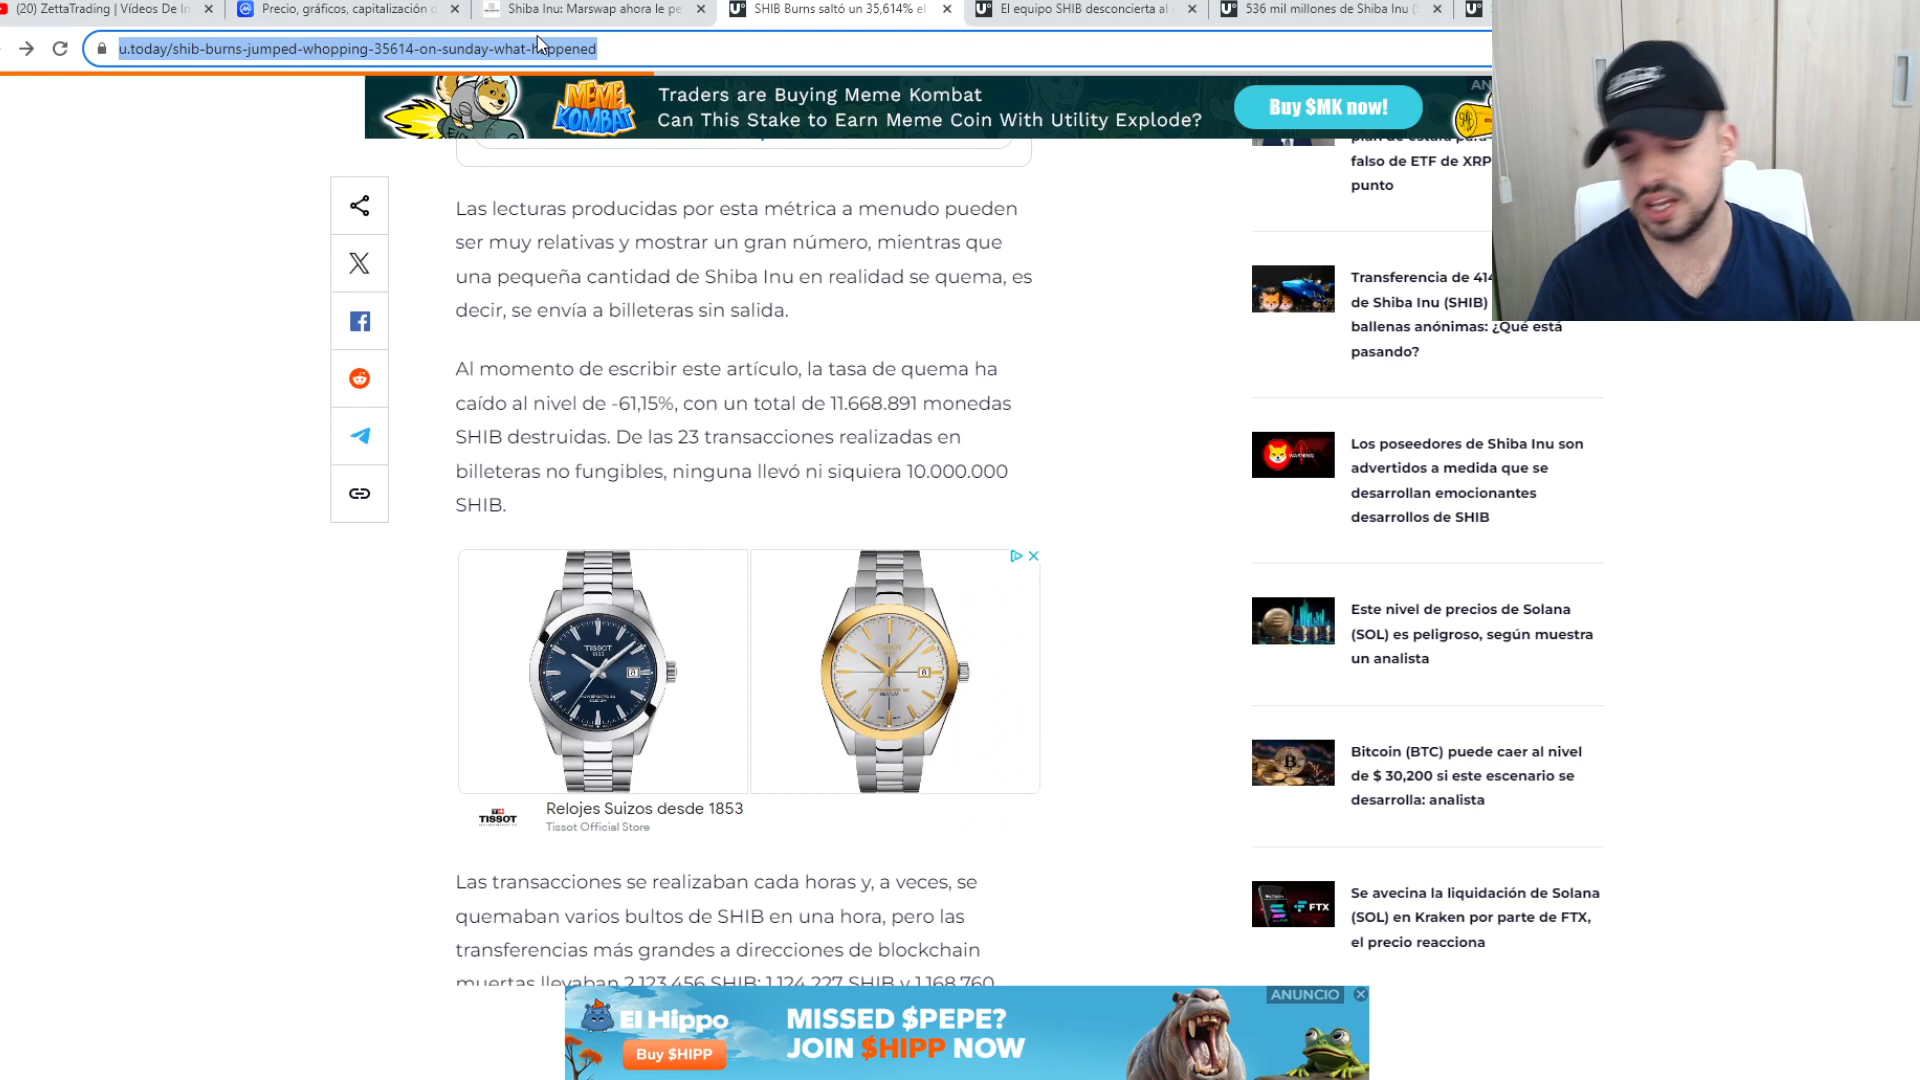 (20) ZettaTrading | Vídeos De In
Precio, gráficos, capitalización d
Shiba Inu: Marswap ahora le pe
SHIB Burns saltó un 35,614% el
El equipo SHIB desconcierta al
536 mil millones de Shiba Inu (
u.today/shib-burns-jumped-whopping-35614-on-sunday-what-happened
MEME KOMBAT
Traders are Buying Meme Kombat
Can This Stake to Earn Meme Coin With Utility Explode?
Buy $MK now!
AN
Las lecturas producidas por esta métrica a menudo pueden
ser muy relativas y mostrar un gran número, mientras que
una pequeña cantidad de Shiba Inu en realidad se quema, es
decir, se envía a billeteras sin salida.
Al momento de escribir este artículo, la tasa de quema ha
caído al nivel de -61,15%, con un total de 11.668.891 monedas
SHIB destruidas. De las 23 transacciones realizadas en
billeteras no fungibles, ninguna llevó ni siquiera 10.000.000
SHIB.
TISSOT
1853
TISSOT
Relojes Suizos desde 1853
Tissot Official Store
Las transacciones se realizaban cada horas y, a veces, se
quemaban varios bultos de SHIB en una hora, pero las
transferencias más grandes a direcciones de blockchain
muertas llevaban 2.123.456 SHIB; 1.124.227 SHIB y 1.168.760
El Hippo
Buy $HIPP
MISSED $PEPE?
JOIN $HIPP NOW
ANUNCIO
falso de ETF de XRP
punto
Transferencia de 414
de Shiba Inu (SHIB)
ballenas anónimas: ¿Qué está
pasando?
WARNING
Los poseedores de Shiba Inu son
advertidos a medida que se
desarrollan emocionantes
desarrollos de SHIB
Este nivel de precios de Solana
(SOL) es peligroso, según muestra
un analista
Bitcoin (BTC) puede caer al nivel
de $ 30,200 si este escenario se
desarrolla: analista
FTX
Se avecina la liquidación de Solana
(SOL) en Kraken por parte de FTX,
el precio reacciona